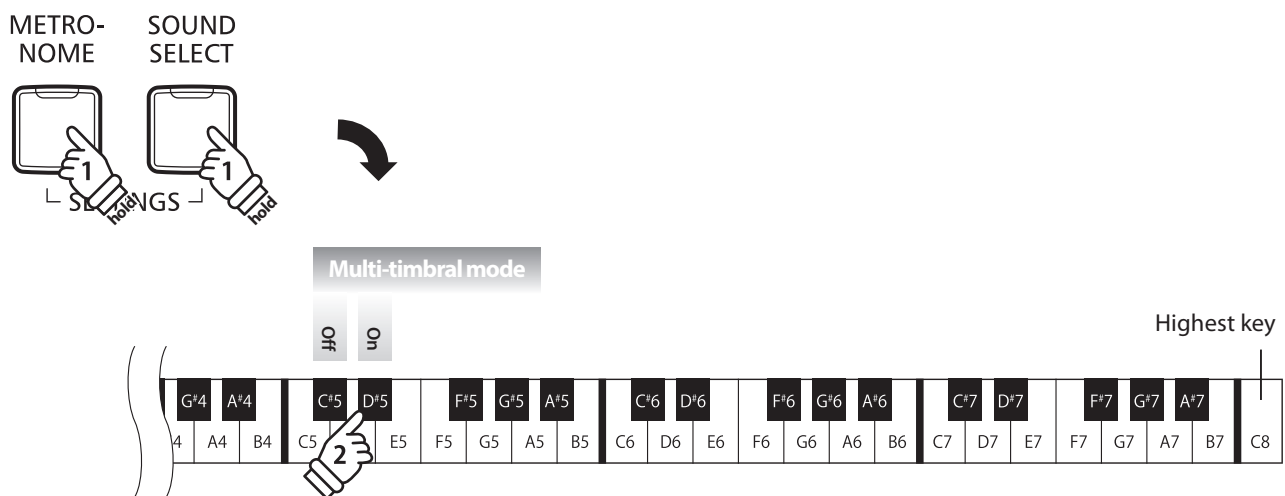 METRO-
NOME
SOUND
SELECT
1
1
hold
hold
Multi-timbral mode
Off
On
Highest key
G#4 A#4 C#5 D#5 F#5 G#5 A#5 C#6 D#6 F#6 G#6 A#6 C#7 D#7 F#7 G#7 A#7
4 A4 B4 C5 E5 F5 G5 A5 B5 C6 D6 E6 F6 G6 A6 B6 C7 D7 E7 F7 G7 A7 B7 C8
2